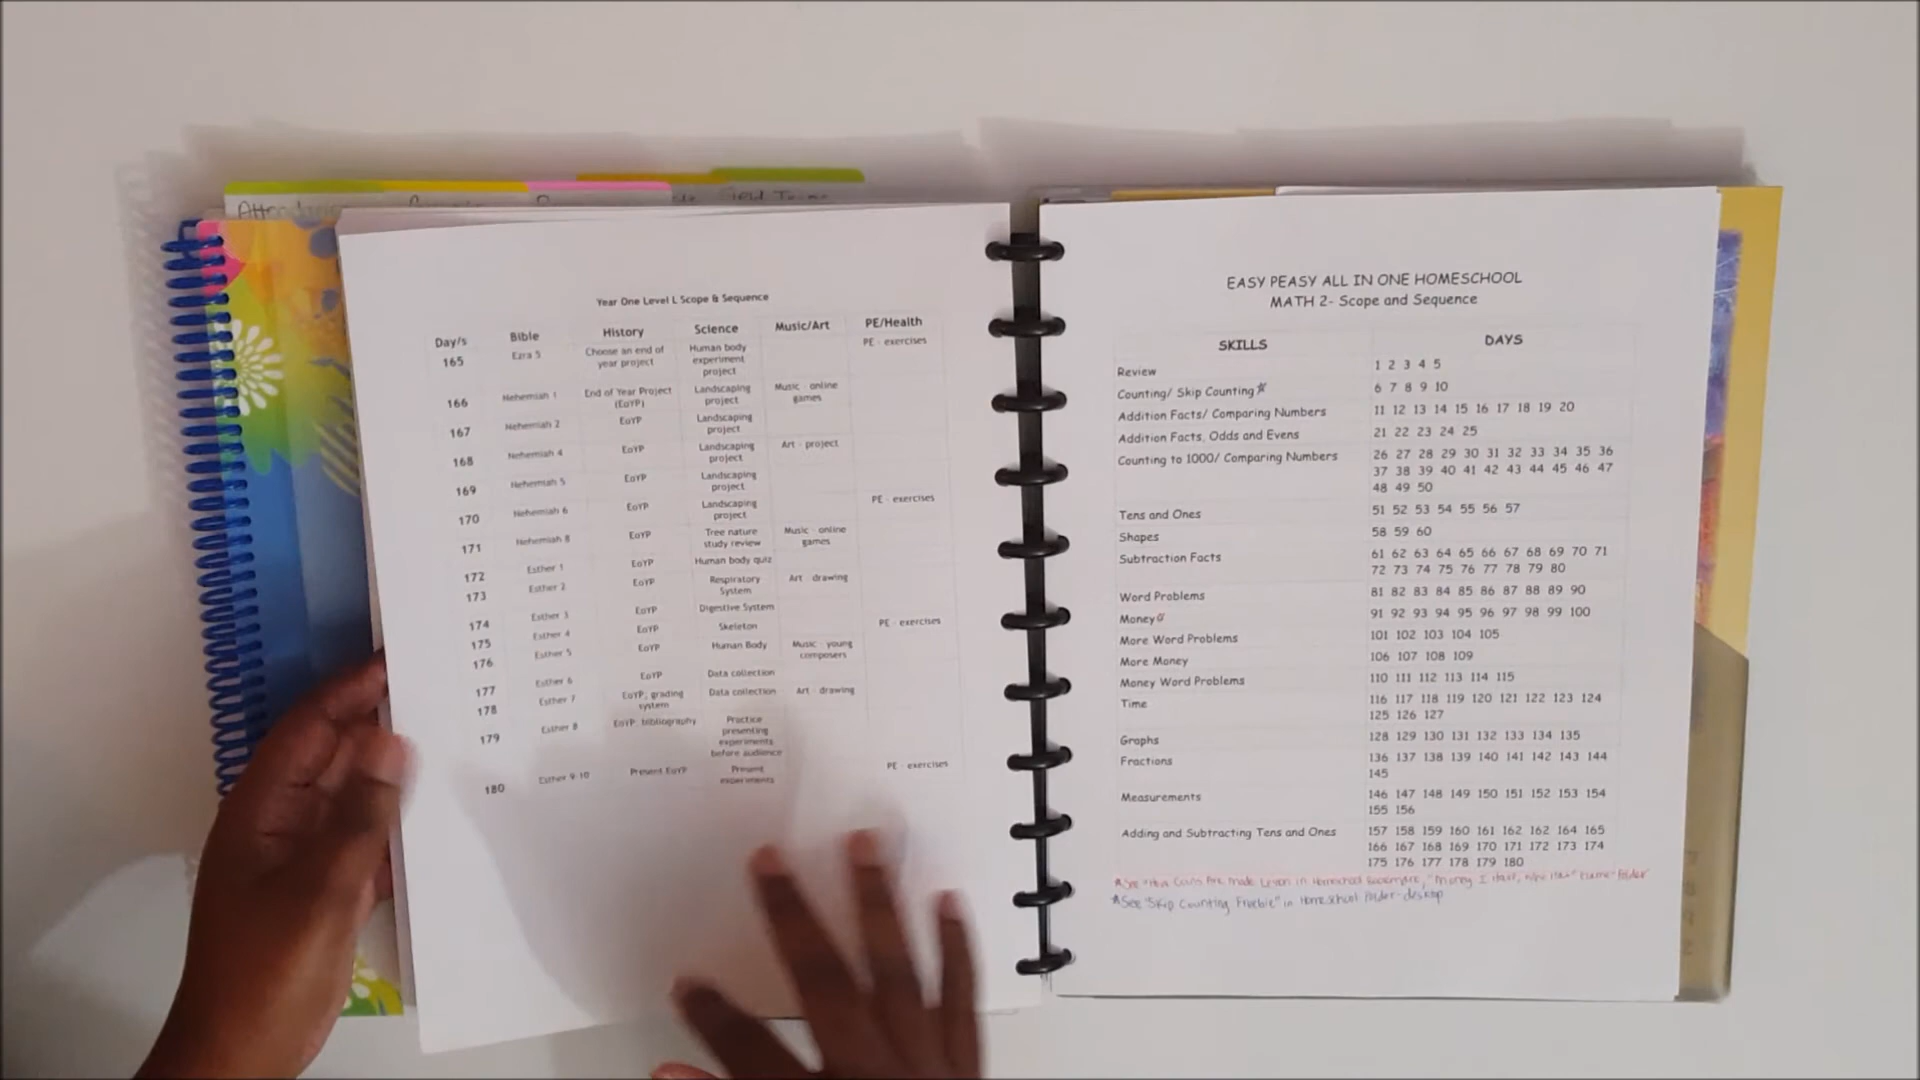 Attendance
Field
Year One Level L Scope & Sequence
Day/s Bible History Science Music/Art PE/Health
165 Ezra 5 Choose an end of year project Human body experiment project PE - exercises
166 Nehemiah 1 End of Year Project (EoYP) Landscaping project Music - online games
167 Nehemiah 2 EoYP Landscaping project
168 Nehemiah 4 EoYP Landscaping project Art - project
169 Nehemiah 5 EoYP Landscaping project
170 Nehemiah 6 EoYP Landscaping project PE - exercises
171 Nehemiah 8 EoYP Tree nature study review Music - online games
172 Esther 1 EoYP Human body quiz
173 Esther 2 EoYP Respiratory System Art - drawing
174 Esther 3 EoYP Digestive System
175 Esther 4 EoYP Skeleton PE - exercises
176 Esther 5 EoYP Human Body Music - young composers
177 Esther 6 EoYP Data collection
178 Esther 7 EoYP; grading system Data collection Art - drawing
179 Esther 8 EoYP; bibliography Practice presenting experiments before audience
180 Esther 9-10 Present EoYP Present experiments PE - exercises
EASY PEASY ALL IN ONE HOMESCHOOL
MATH 2- Scope and Sequence
SKILLS DAYS
Review 1 2 3 4 5
Counting/ Skip Counting 6 7 8 9 10
Addition Facts/ Comparing Numbers 11 12 13 14 15 16 17 18 19 20
Addition Facts, Odds and Evens 21 22 23 24 25
Counting to 1000/ Comparing Numbers 26 27 28 29 30 31 32 33 34 35 36
37 38 39 40 41 42 43 44 45 46 47
48 49 50
Tens and Ones 51 52 53 54 55 56 57
Shapes 58 59 60
Subtraction Facts 61 62 63 64 65 66 67 68 69 70 71
72 73 74 75 76 77 78 79 80
Word Problems 81 82 83 84 85 86 87 88 89 90
Money 91 92 93 94 95 96 97 98 99 100
More Word Problems 101 102 103 104 105
More Money 106 107 108 109
Money Word Problems 110 111 112 113 114 115
Time 116 117 118 119 120 121 122 123 124
125 126 127
Graphs 128 129 130 131 132 133 134 135
Fractions 136 137 138 139 140 141 142 143 144
145
Measurements 146 147 148 149 150 151 152 153 154
155 156
Adding and Subtracting Tens and Ones 157 158 159 160 161 162 162 164 165
166 167 168 169 170 171 172 173 174
175 176 177 178 179 180
*See "How Coins Are Made Lesson in Homeschool Bookmarks, "Money I Have, Who Has" Game-folder
*See "Skip Counting Freebie" in Homeschool Folder-desktop